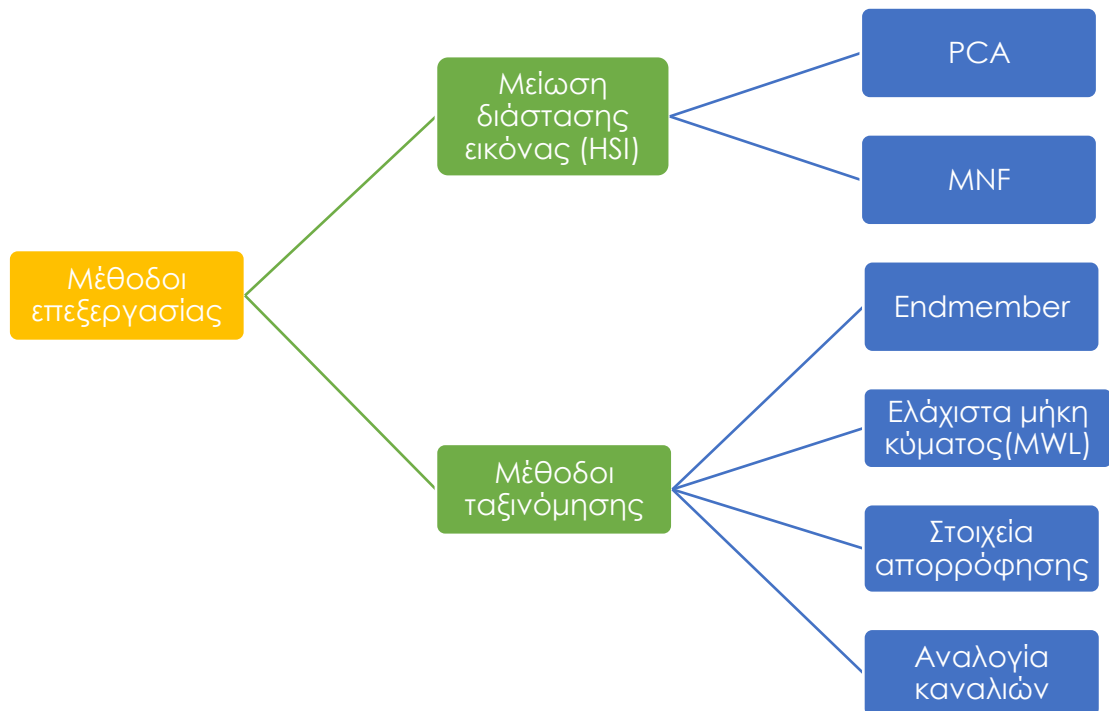 Μέθοδοι
επεξεργασίας
Μείωση
διάστασης
εικόνας (HSI)
PCA
MNF
Μέθοδοι
ταξινόμησης
Endmember
Ελάχιστα μήκη
κύματος(MWL)
Στοιχεία
απορρόφησης
Αναλογία
καναλιών